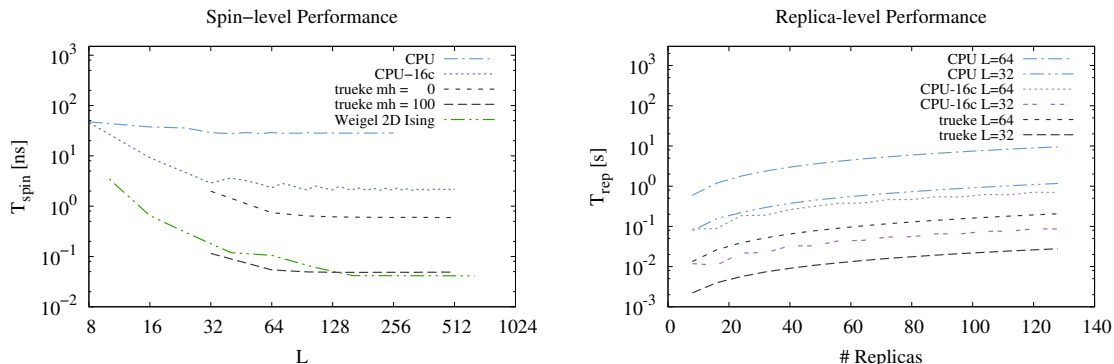 Spin−level Performance
10³
10²
10¹
10⁰
10⁻¹
10⁻²
T_spin [ns]
CPU
CPU−16c
trueke mh = 0
trueke mh = 100
Weigel 2D Ising
8 16 32 64 128 256 512 1024
L
Replica-level Performance
10³
10²
10¹
10⁰
10⁻¹
10⁻²
10⁻³
T_rep [s]
CPU L=64
CPU L=32
CPU-16c L=64
CPU-16c L=32
trueke L=64
trueke L=32
0 20 40 60 80 100 120 140
# Replicas